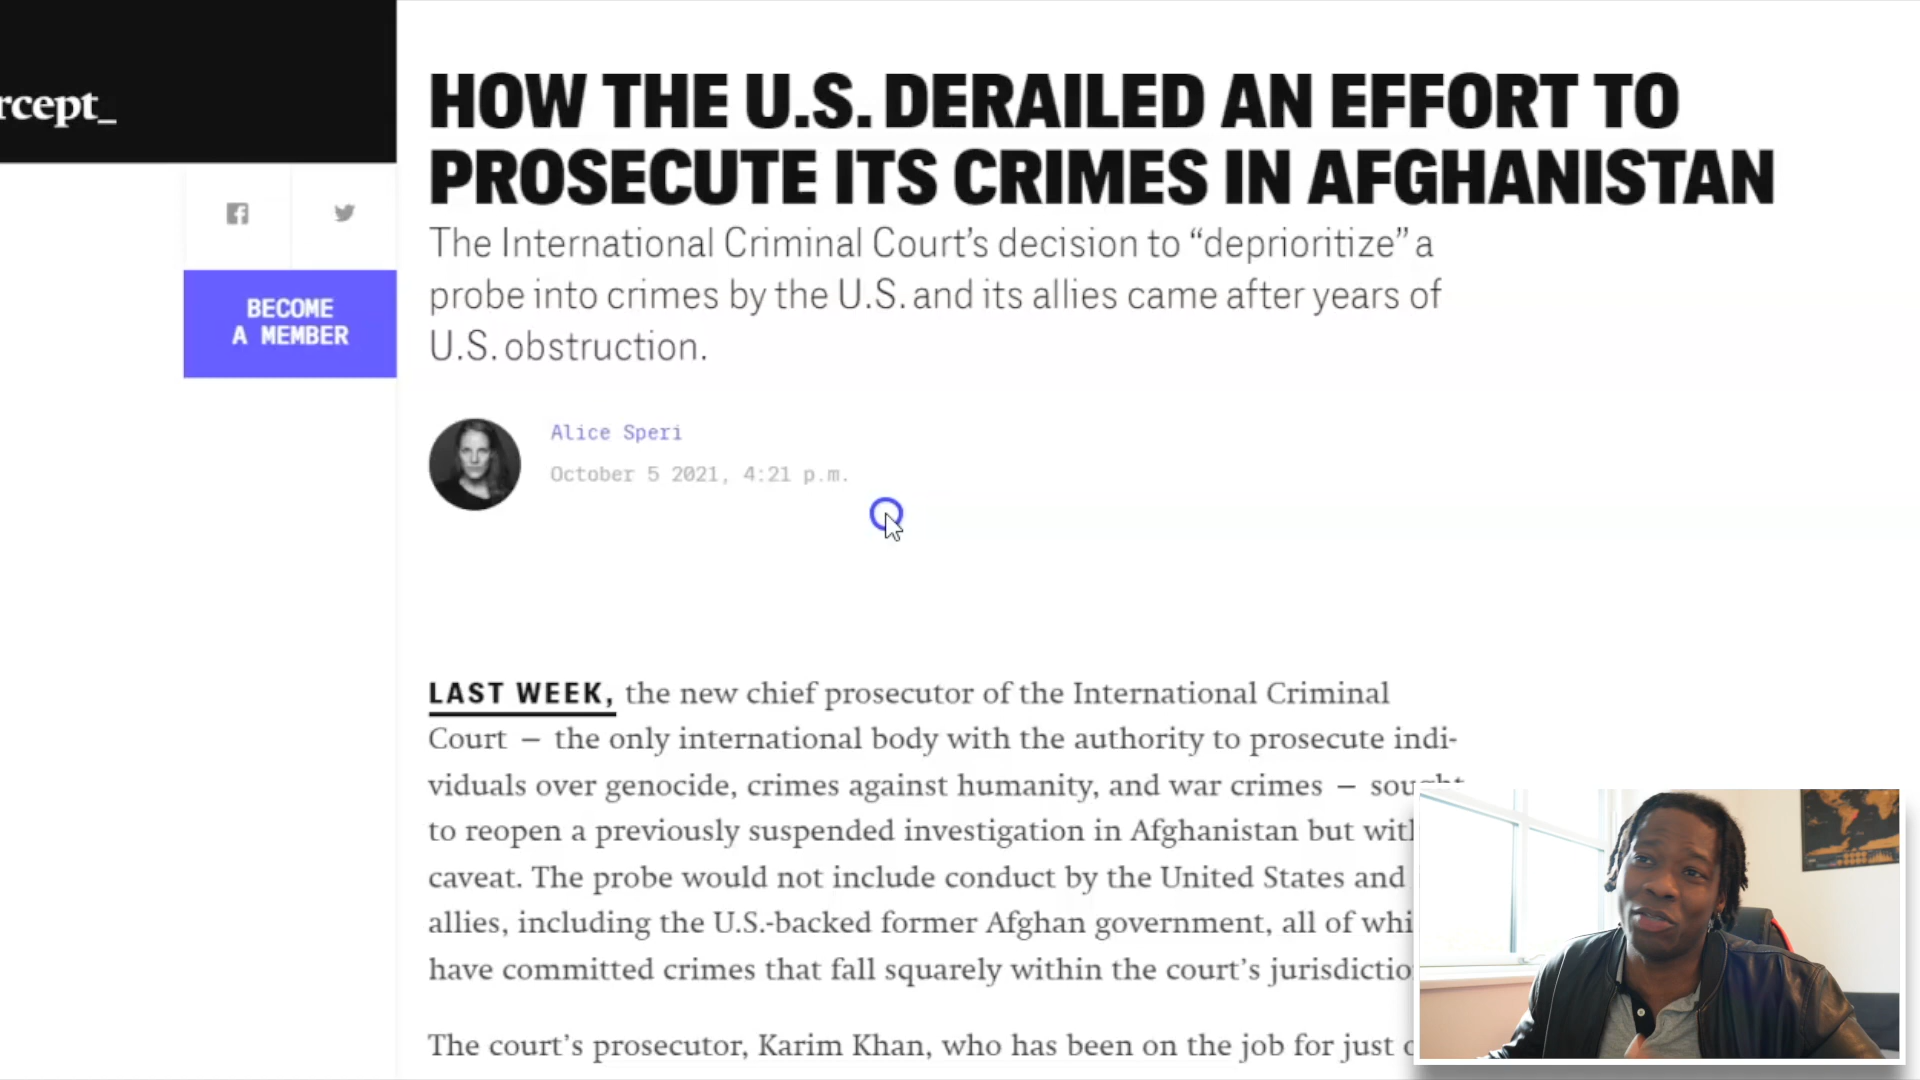 rcept_
HOW THE U.S. DERAILED AN EFFORT TO
PROSECUTE ITS CRIMES IN AFGHANISTAN
The International Criminal Court’s decision to “deprioritize” a
probe into crimes by the U.S. and its allies came after years of
U.S. obstruction.
BECOME
A MEMBER
Alice Speri
October 5 2021, 4:21 p.m.
LAST WEEK, the new chief prosecutor of the International Criminal
Court — the only international body with the authority to prosecute indi-
viduals over genocide, crimes against humanity, and war crimes — sought
to reopen a previously suspended investigation in Afghanistan but with
caveat. The probe would not include conduct by the United States and
allies, including the U.S.-backed former Afghan government, all of whi
have committed crimes that fall squarely within the court’s jurisdictio
The court’s prosecutor, Karim Khan, who has been on the job for just